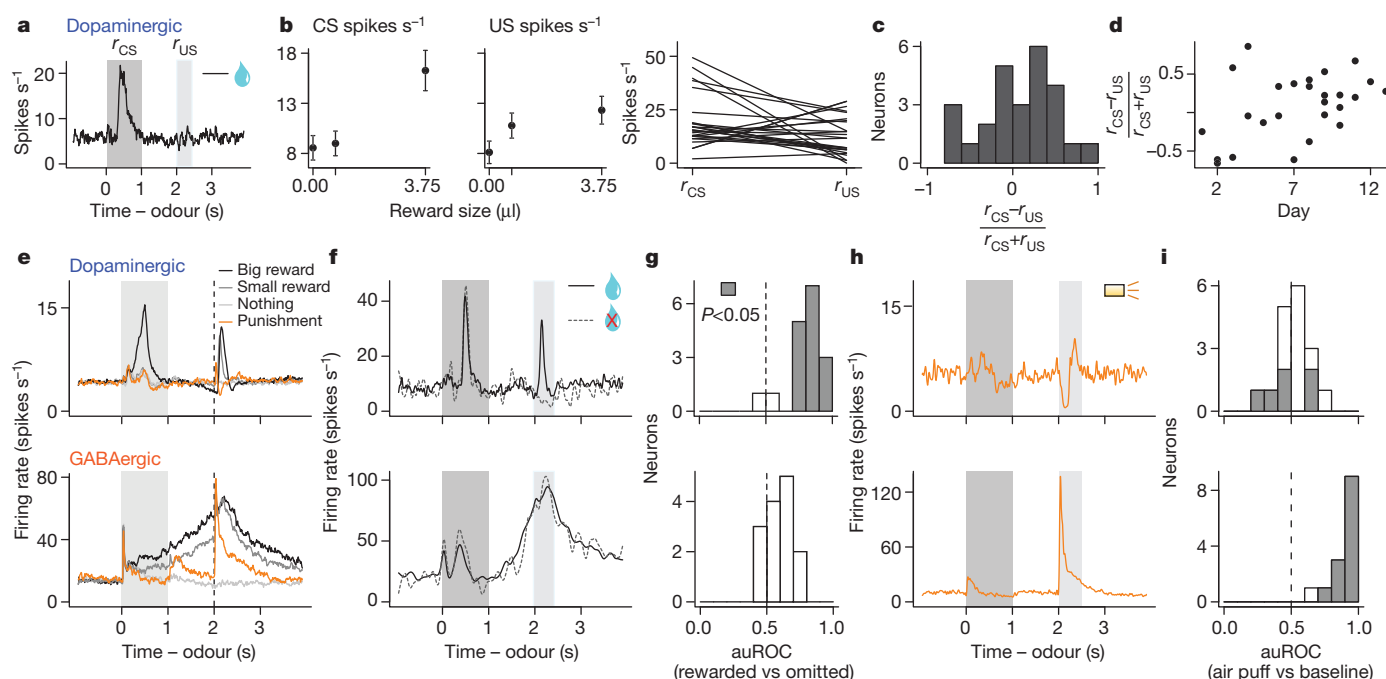 a Dopaminergic
r_CS r_US
Spikes s⁻¹
20
10
0
0 1 2 3
Time – odour (s)
b CS spikes s⁻¹ US spikes s⁻¹
18
13
8
0.00 3.75 0.00 3.75
Reward size (μl)
Spikes s⁻¹
50
25
0
r_CS r_US
c
Neurons
6
3
0
−1 0 1
r_CS–r_US
r_CS+r_US
d
r_CS–r_US
r_CS+r_US
0.5
−0.5
2 7 12
Day
e Dopaminergic
Big reward
Small reward
Nothing
Punishment
15
9
3
GABAergic
Firing rate (spikes s⁻¹)
80
40
0
0 1 2 3
Time – odour (s)
f
40
20
0
Firing rate (spikes s⁻¹)
100
50
0
0 1 2 3
Time – odour (s)
g
P<0.05
6
3
0
Neurons
4
2
0
0.0 0.5 1.0
auROC
(rewarded vs omitted)
h
15
9
3
Firing rate (spikes s⁻¹)
120
90
60
30
0
0 1 2 3
Time – odour (s)
i
6
3
0
Neurons
8
4
0
0.0 0.5 1.0
auROC
(air puff vs baseline)